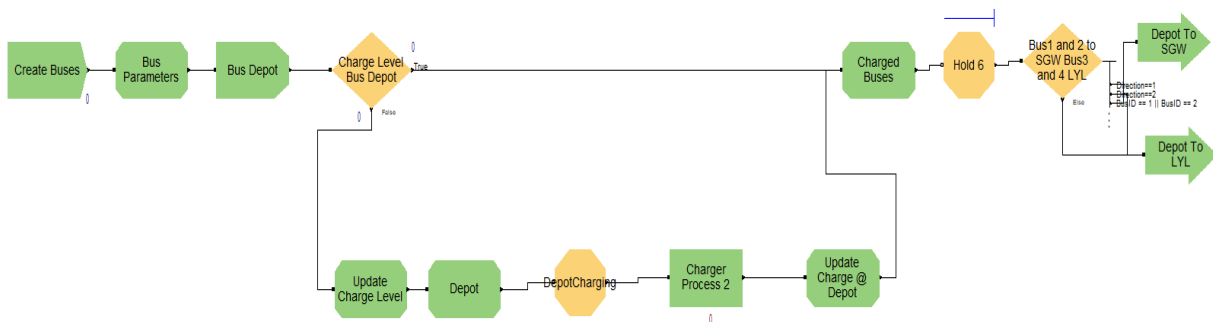 Create Buses
0
Bus
Parameters
Bus Depot
Charge Level
Bus Depot
0
True
0
False
Charged
Buses
Hold 6
Bus1 and 2 to
SGW Bus3
and 4 LYL
Direction==1
Direction==2
BusID == 1 || BusID == 2
Else
Depot To
SGW
Depot To
LYL
Update
Charge Level
Depot
DepotCharging
Charger
Process 2
0
Update
Charge @
Depot